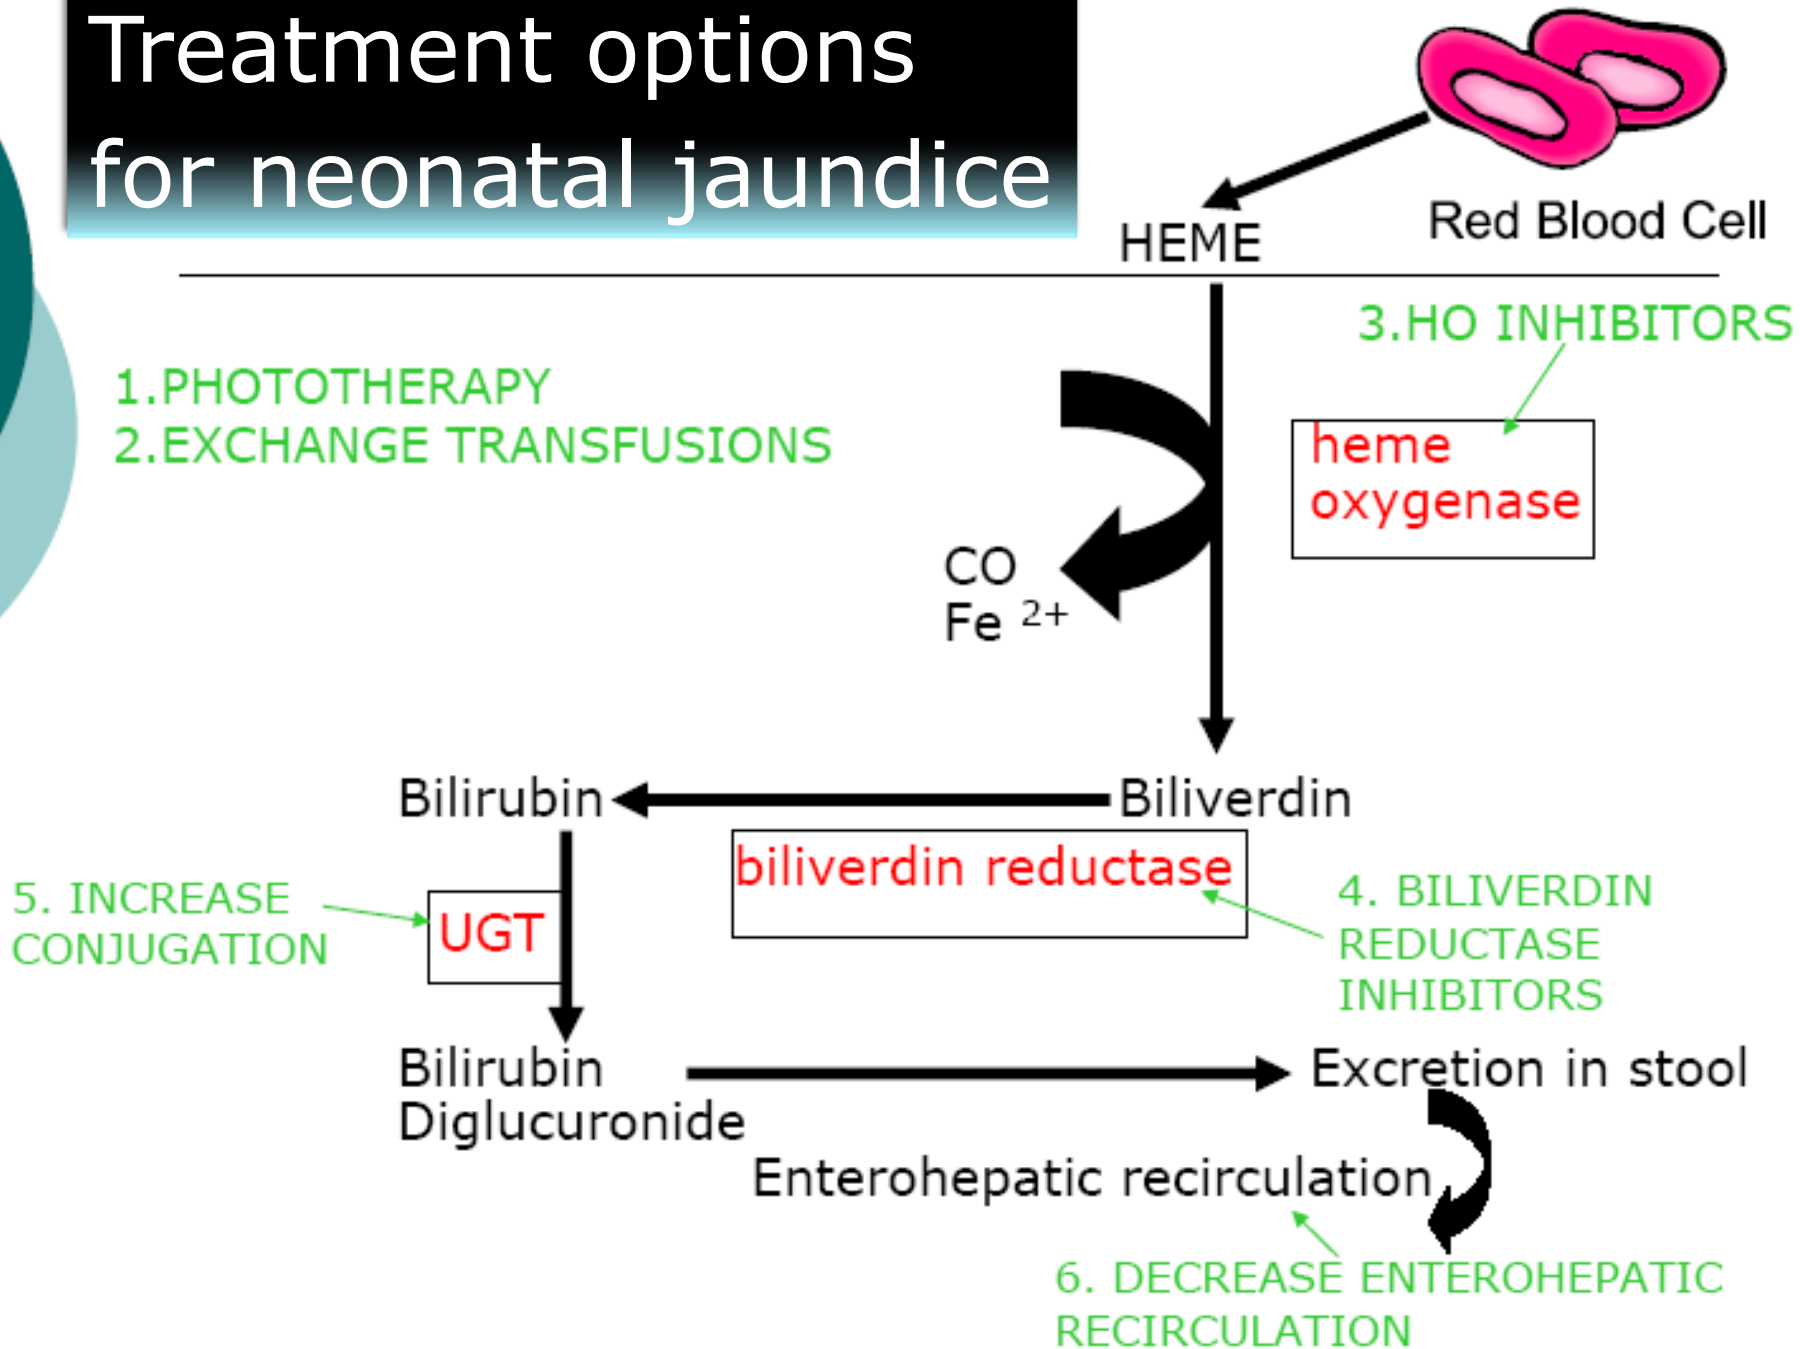 Treatment options
for neonatal jaundice
Red Blood Cell
HEME
3.HO INHIBITORS
1.PHOTOTHERAPY
2.EXCHANGE TRANSFUSIONS
heme
oxygenase
CO
Fe 2+
Bilirubin
Biliverdin
biliverdin reductase
5. INCREASE
CONJUGATION
UGT
4. BILIVERDIN
REDUCTASE
INHIBITORS
Bilirubin
Diglucuronide
Excretion in stool
Enterohepatic recirculation
6. DECREASE ENTEROHEPATIC
RECIRCULATION